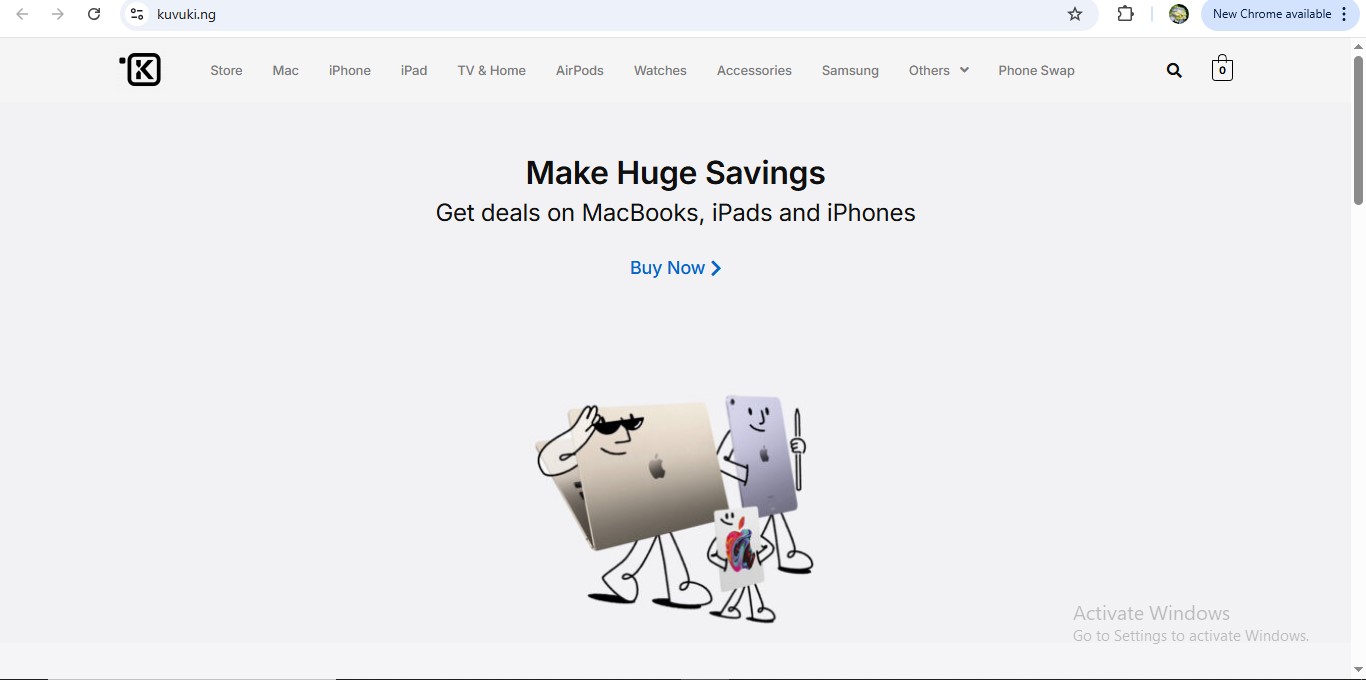 kuvuki.ng
New Chrome available
K
Store Mac iPhone iPad TV & Home AirPods Watches Accessories Samsung Others Phone Swap
0
Make Huge Savings
Get deals on MacBooks, iPads and iPhones
Buy Now
Activate Windows
Go to Settings to activate Windows.